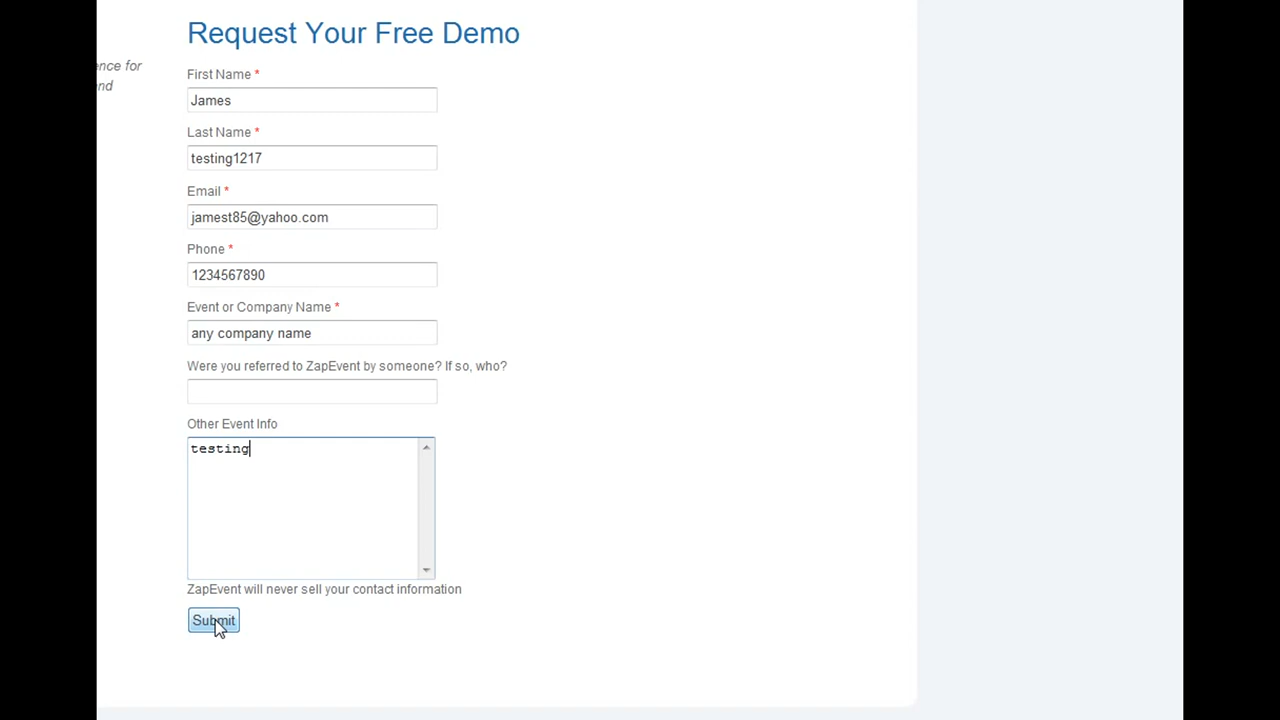 Request Your Free Demo
ence for
nd
First Name *
James
Last Name *
testing1217
Email *
jamest85@yahoo.com
Phone *
1234567890
Event or Company Name *
any company name
Were you referred to ZapEvent by someone? If so, who?
Other Event Info
testing
ZapEvent will never sell your contact information
Submit